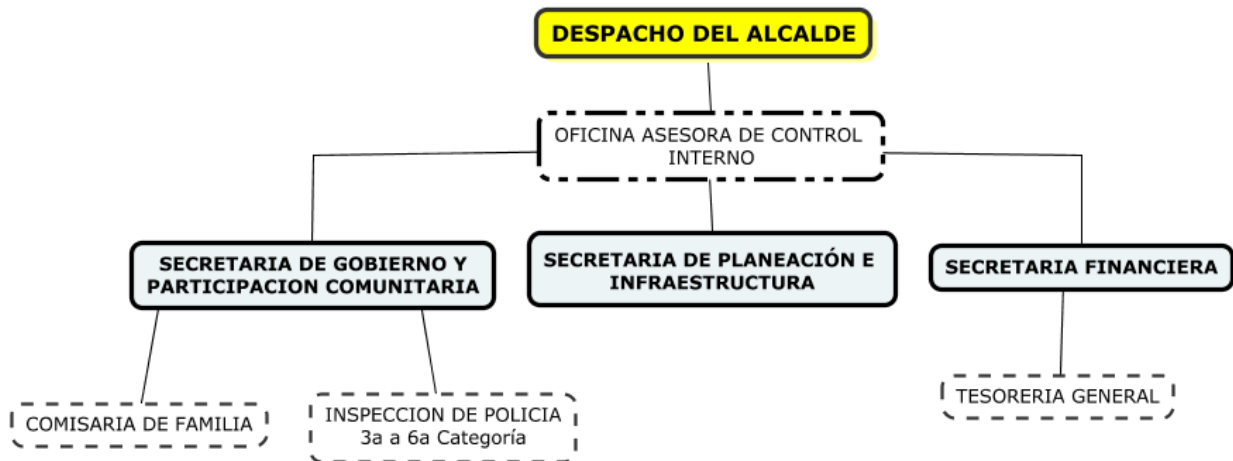 DESPACHO DEL ALCALDE
OFICINA ASESORA DE CONTROL
INTERNO
SECRETARIA DE GOBIERNO Y
PARTICIPACION COMUNITARIA
SECRETARIA DE PLANEACIÓN E
INFRAESTRUCTURA
SECRETARIA FINANCIERA
COMISARIA DE FAMILIA
INSPECCION DE POLICIA
3a a 6a Categoría
TESORERIA GENERAL